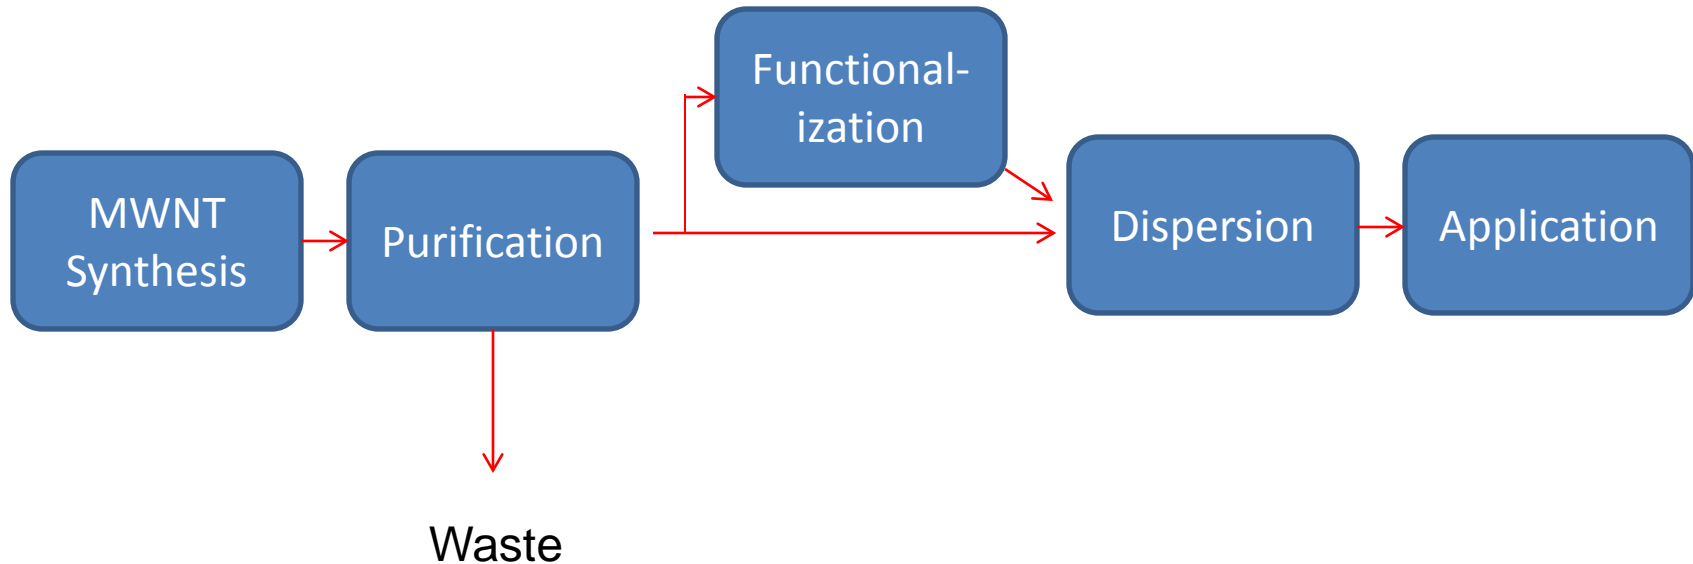 MWNT
Synthesis
Purification
Functional-
ization
Dispersion
Application
Waste